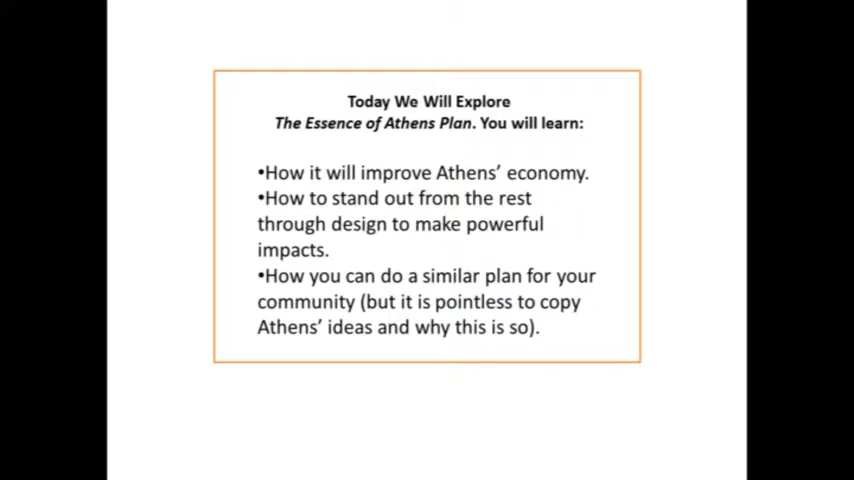 Today We Will Explore
The Essence of Athens Plan. You will learn:
•How it will improve Athens’ economy.
•How to stand out from the rest
through design to make powerful
impacts.
•How you can do a similar plan for your
community (but it is pointless to copy
Athens’ ideas and why this is so).